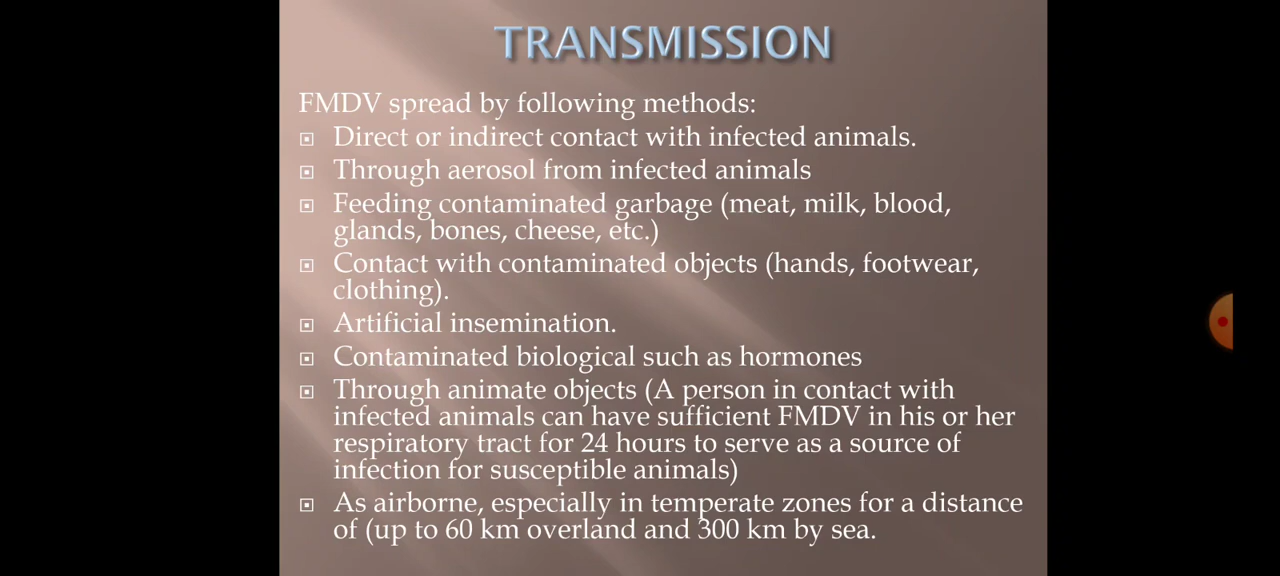 TRANSMISSION
FMDV spread by following methods:
Direct or indirect contact with infected animals.
Through aerosol from infected animals
Feeding contaminated garbage (meat, milk, blood,
glands, bones, cheese, etc.)
Contact with contaminated objects (hands, footwear,
clothing).
Artificial insemination.
Contaminated biological such as hormones
Through animate objects (A person in contact with
infected animals can have sufficient FMDV in his or her
respiratory tract for 24 hours to serve as a source of
infection for susceptible animals)
As airborne, especially in temperate zones for a distance
of (up to 60 km overland and 300 km by sea.